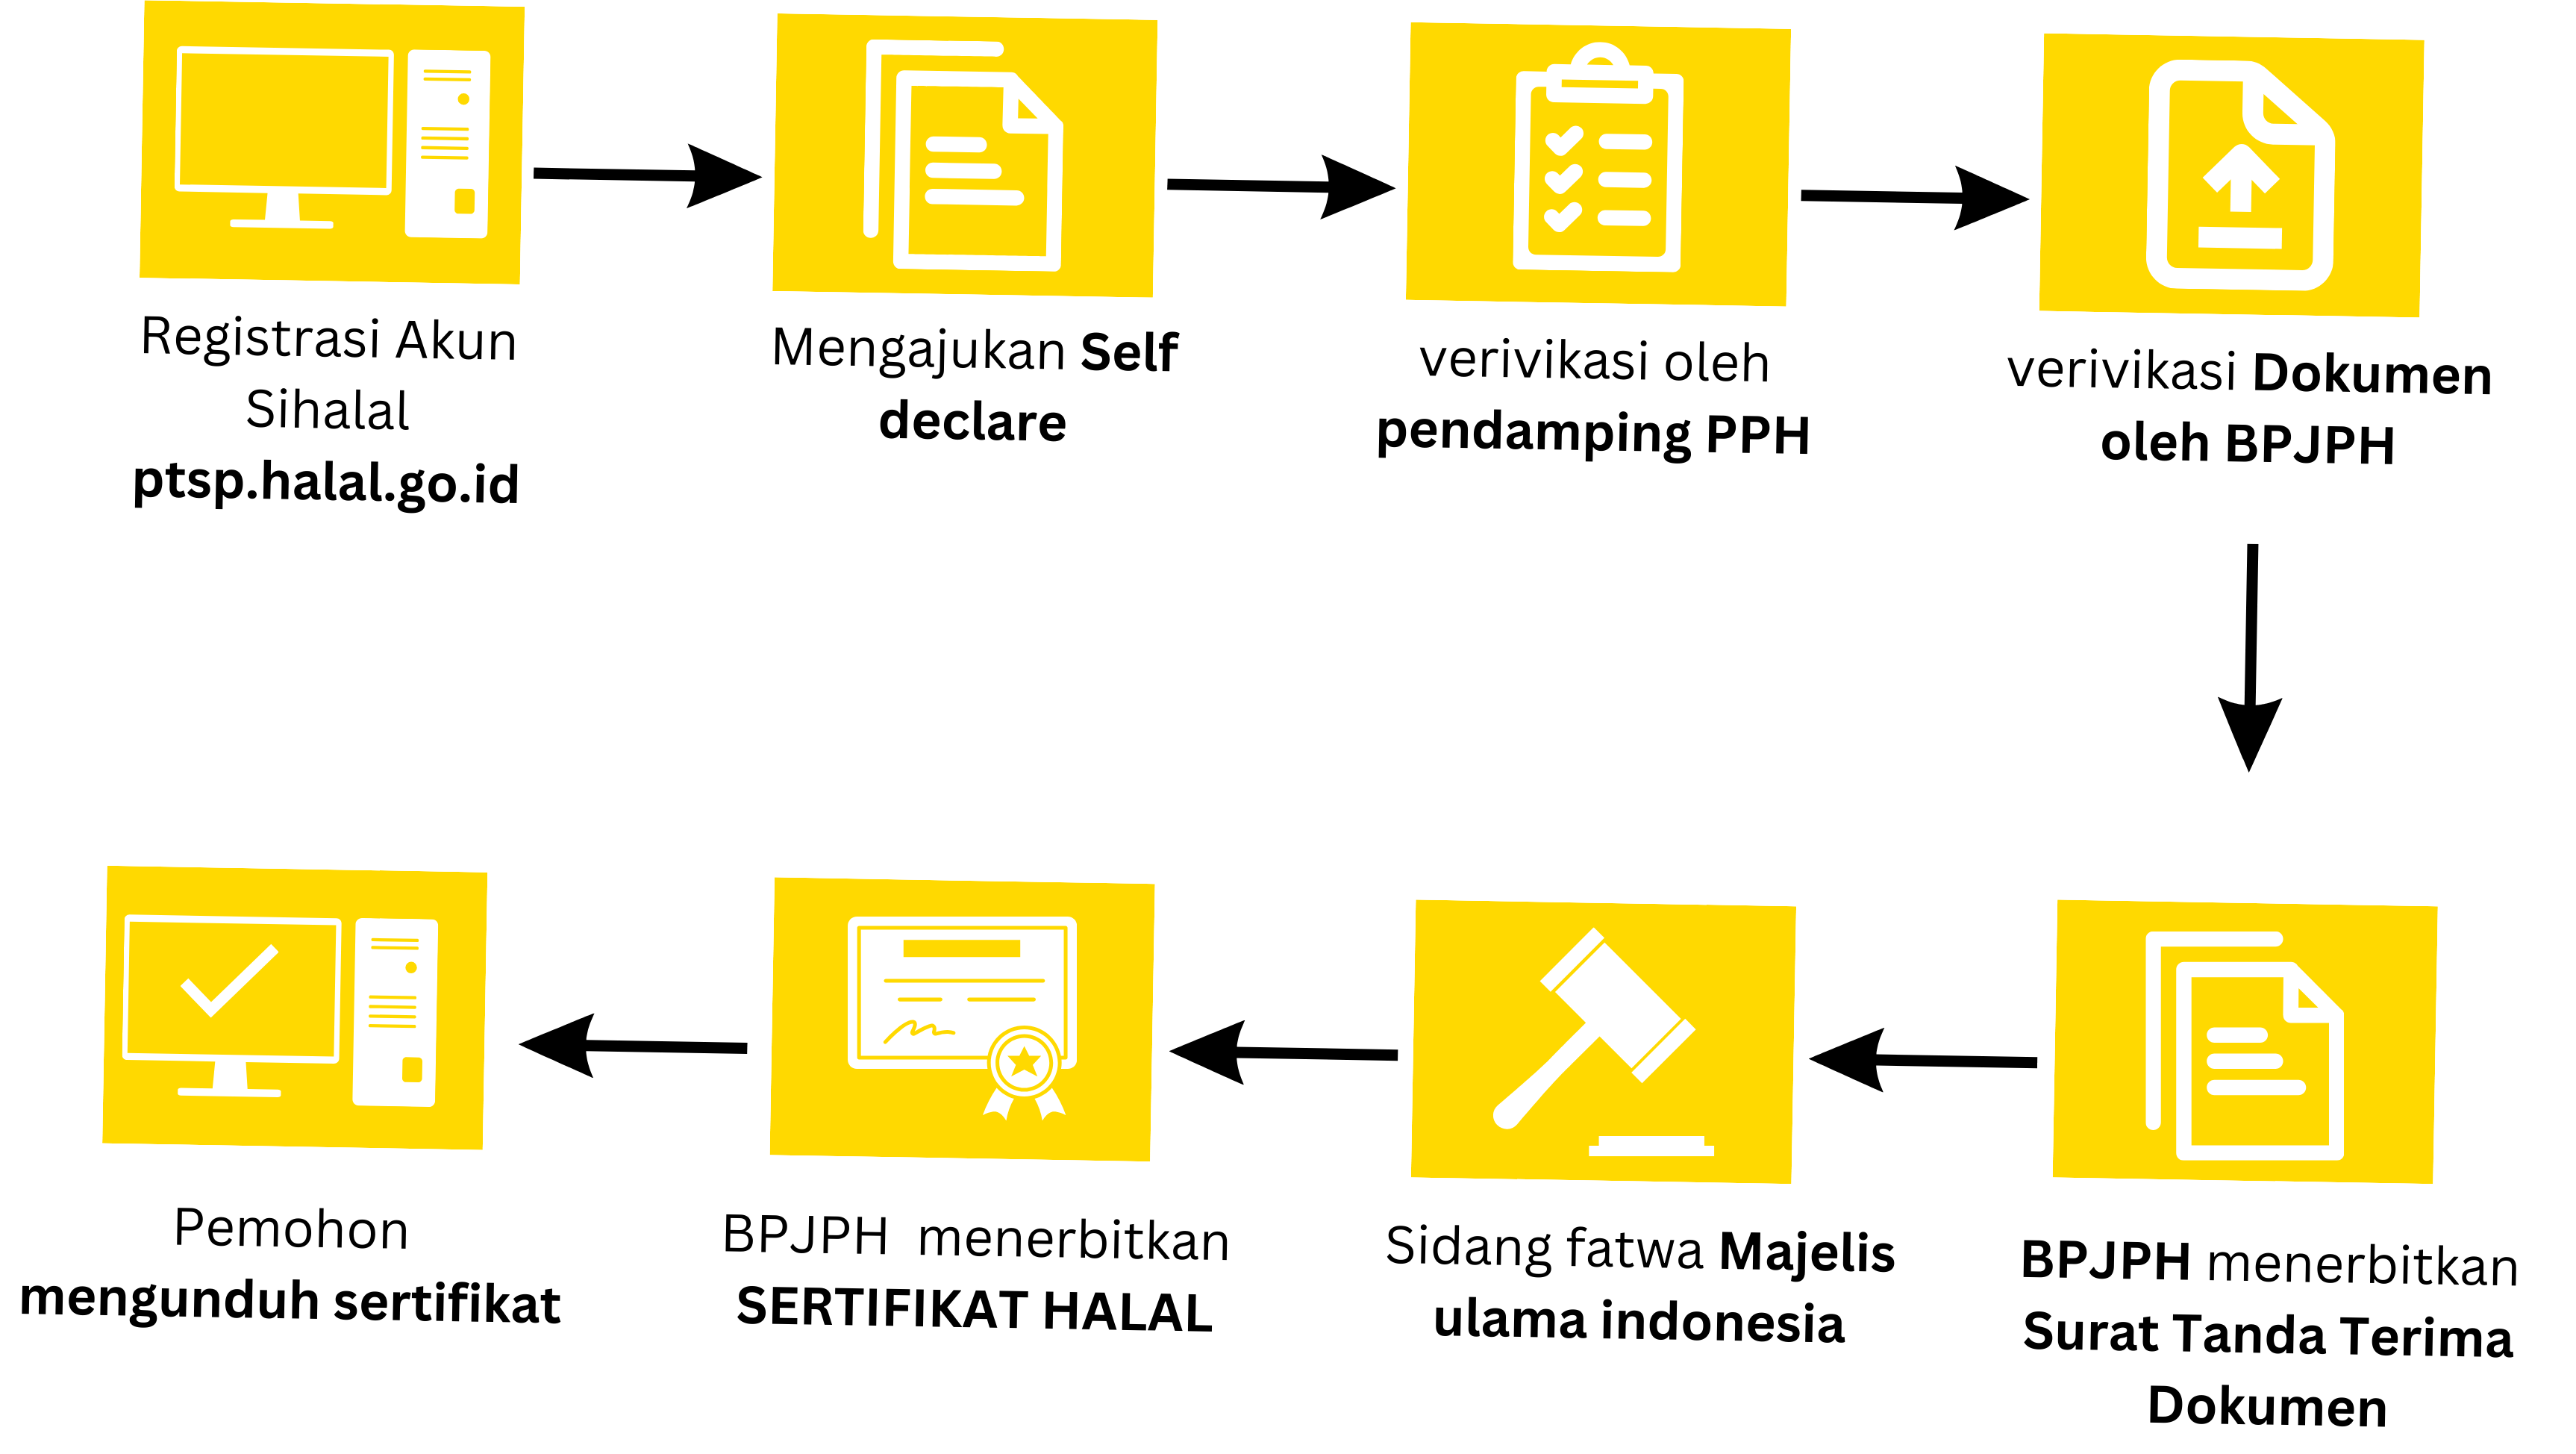 Registrasi Akun
Sihalal
ptsp.halal.go.id
Mengajukan Self
declare
verivikasi oleh
pendamping PPH
verivikasi Dokumen
oleh BPJPH
BPJPH menerbitkan
Surat Tanda Terima
Dokumen
Sidang fatwa Majelis
ulama indonesia
BPJPH menerbitkan
SERTIFIKAT HALAL
Pemohon
mengunduh sertifikat